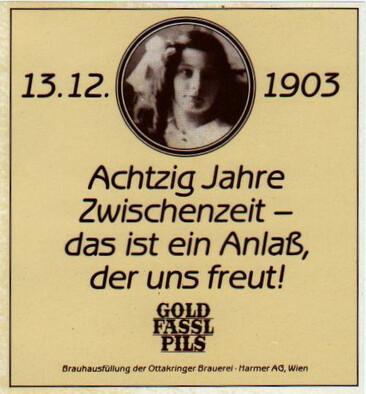 13.12. 1903
Achtzig Jahre
Zwischenzeit –
das ist ein Anlaß,
der uns freut!
GOLD
FASSL
PILS
Brauhausfüllung der Ottakringer Brauerei · Harmer AG, Wien